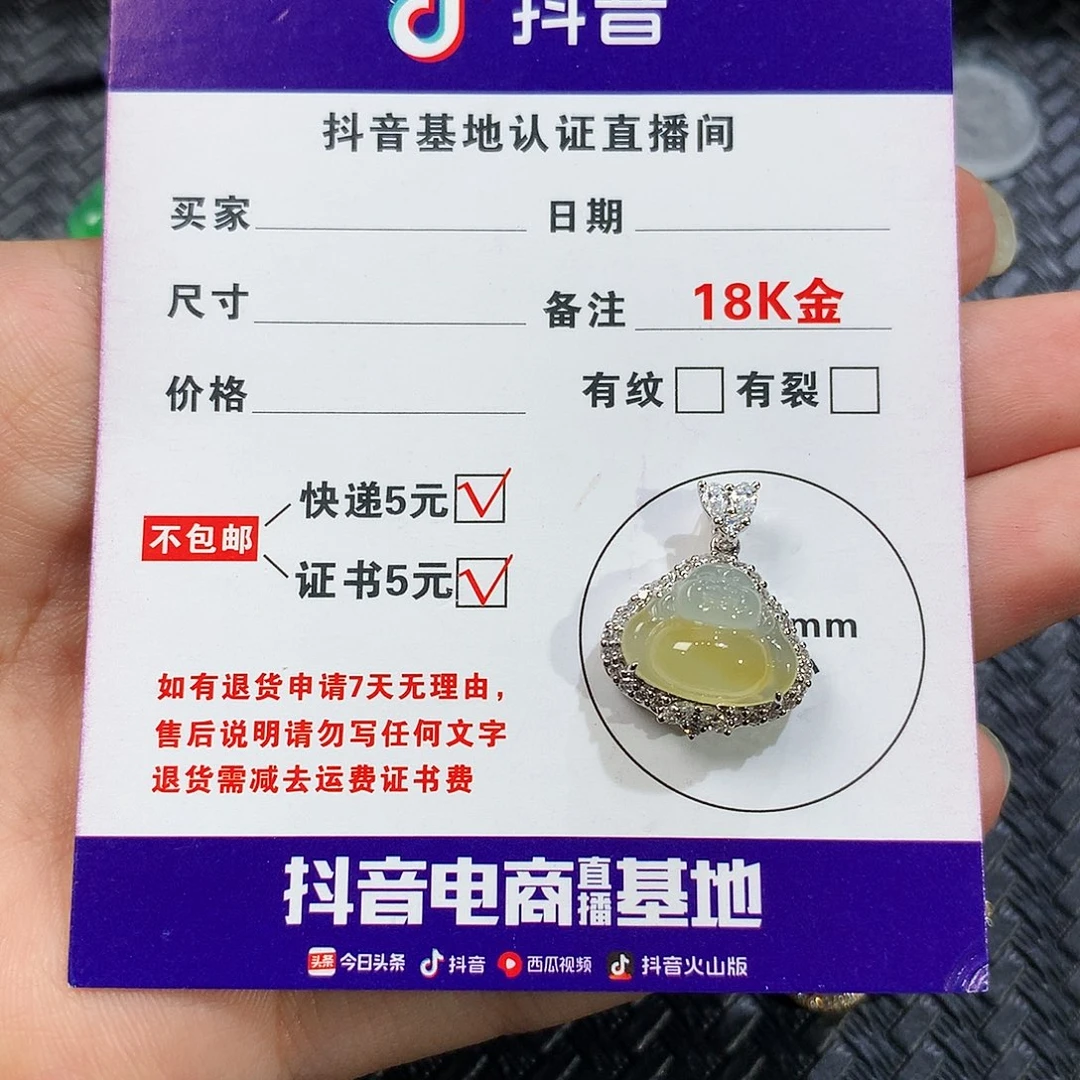 抖音
抖音基地认证直播间
买家 日期
尺寸 备注 18K金
价格 有纹 有裂
不包邮 快递5元
证书5元
mm
如有退货申请7天无理由，
售后说明请勿写任何文字
退货需减去运费证书费
抖音电商直播基地
头条 今日头条 抖音 西瓜视频 抖音火山版